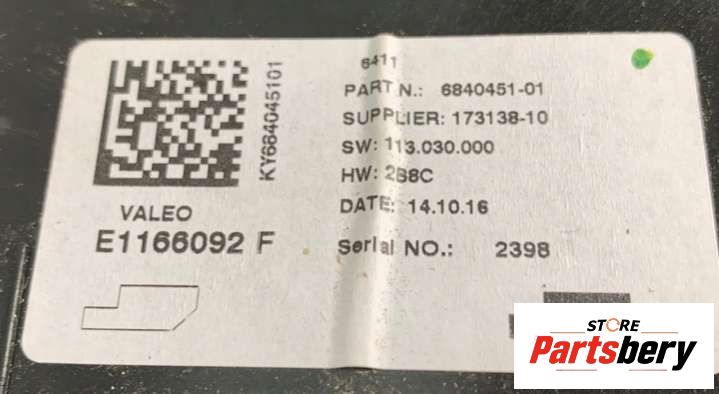 6411
PART N.: 6840451-01
SUPPLIER: 173138-10
SW: 113.030.000
HW: 2B8C
DATE: 14.10.16
Serial NO.: 2398
KY684045101
VALEO
E1166092 F
STORE
Partsbery